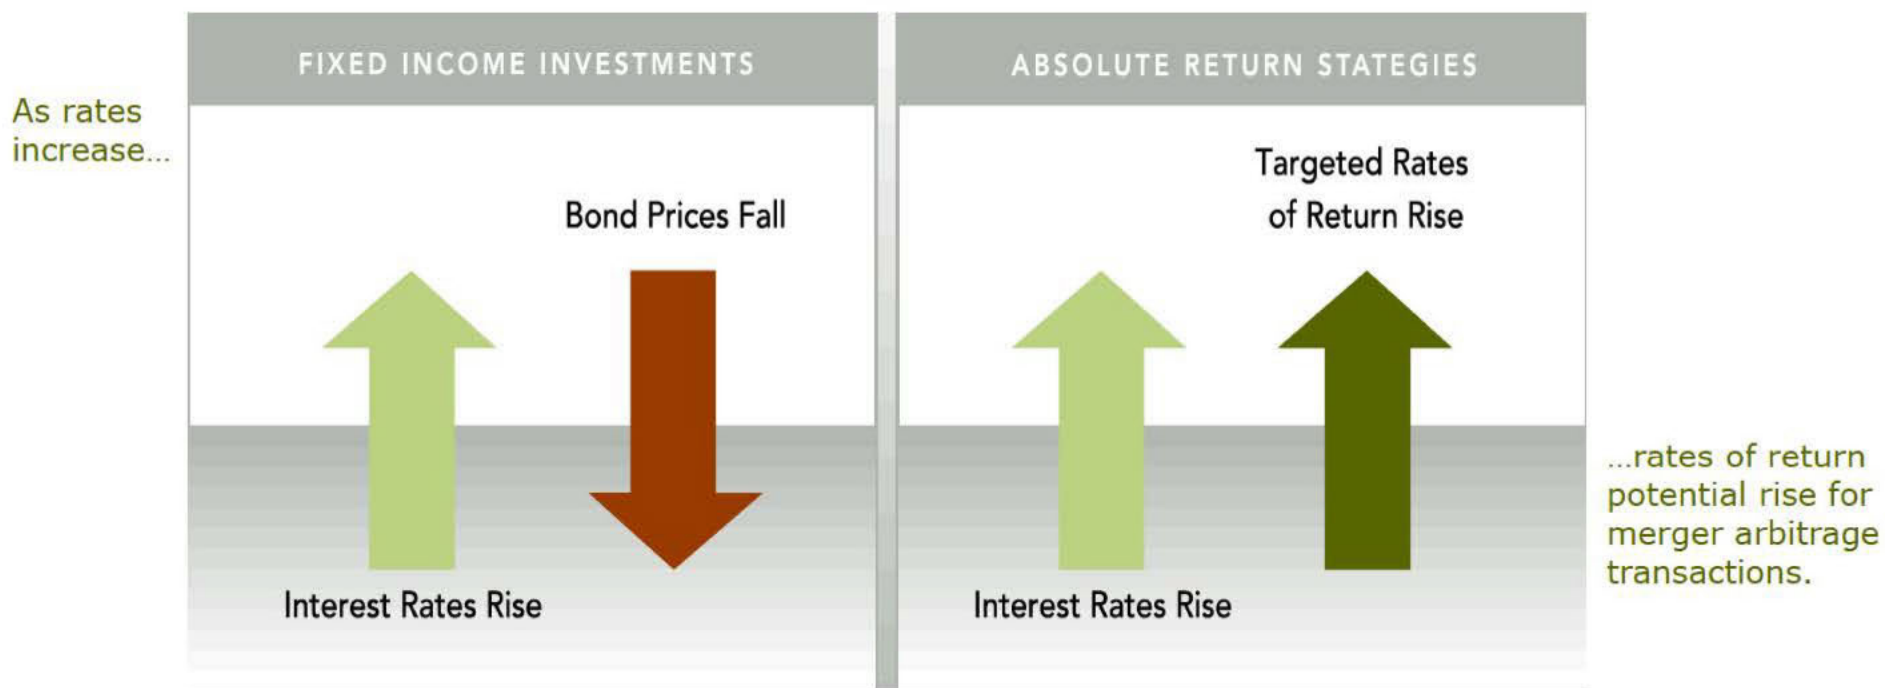 As rates
increase...
FIXED INCOME INVESTMENTS
Bond Prices Fall
Interest Rates Rise
ABSOLUTE RETURN STATEGIES
Targeted Rates
of Return Rise
Interest Rates Rise
...rates of return
potential rise for
merger arbitrage
transactions.